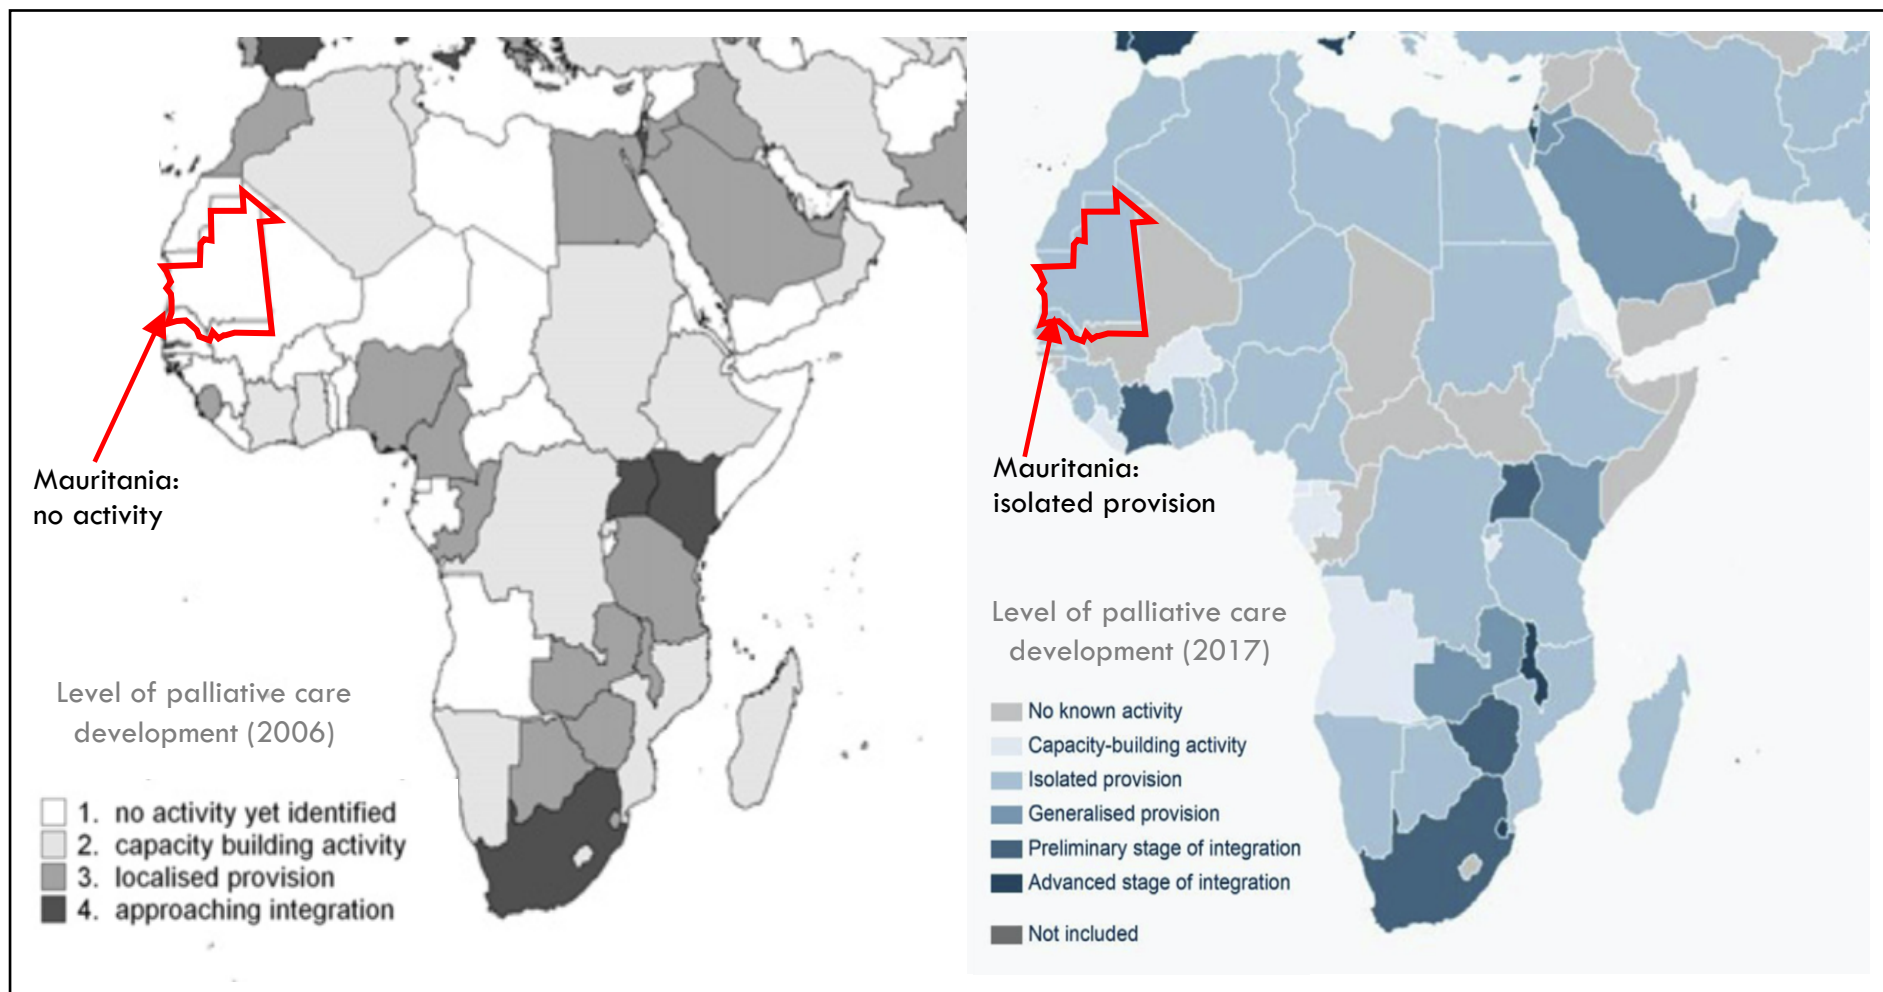 Mauritania:
no activity
Level of palliative care
development (2006)
1. no activity yet identified
2. capacity building activity
3. localised provision
4. approaching integration
Mauritania:
isolated provision
Level of palliative care
development (2017)
No known activity
Capacity-building activity
Isolated provision
Generalised provision
Preliminary stage of integration
Advanced stage of integration
Not included